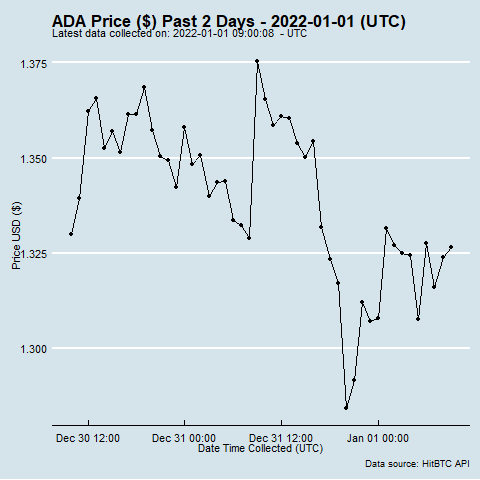 ADA Price ($) Past 2 Days - 2022-01-01 (UTC)
Latest data collected on: 2022-01-01 09:00:08  - UTC
1.375
1.350
1.325
1.300
Price USD ($)
Dec 30 12:00 Dec 31 00:00 Dec 31 12:00 Jan 01 00:00
Date Time Collected (UTC)
Data source: HitBTC API